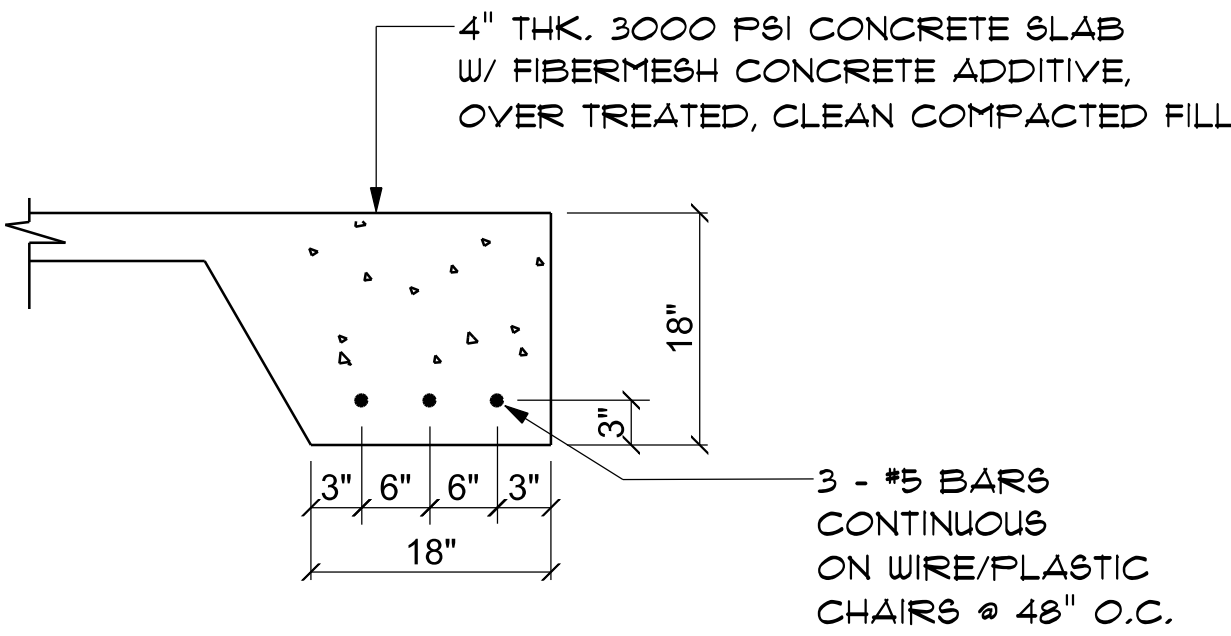 4" THK. 3000 PSI CONCRETE SLAB
W/ FIBERMESH CONCRETE ADDITIVE,
OVER TREATED, CLEAN COMPACTED FILL
18"
3"
3" 6" 6" 3"
18"
3 - #5 BARS
CONTINUOUS
ON WIRE/PLASTIC
CHAIRS @ 48" O.C.